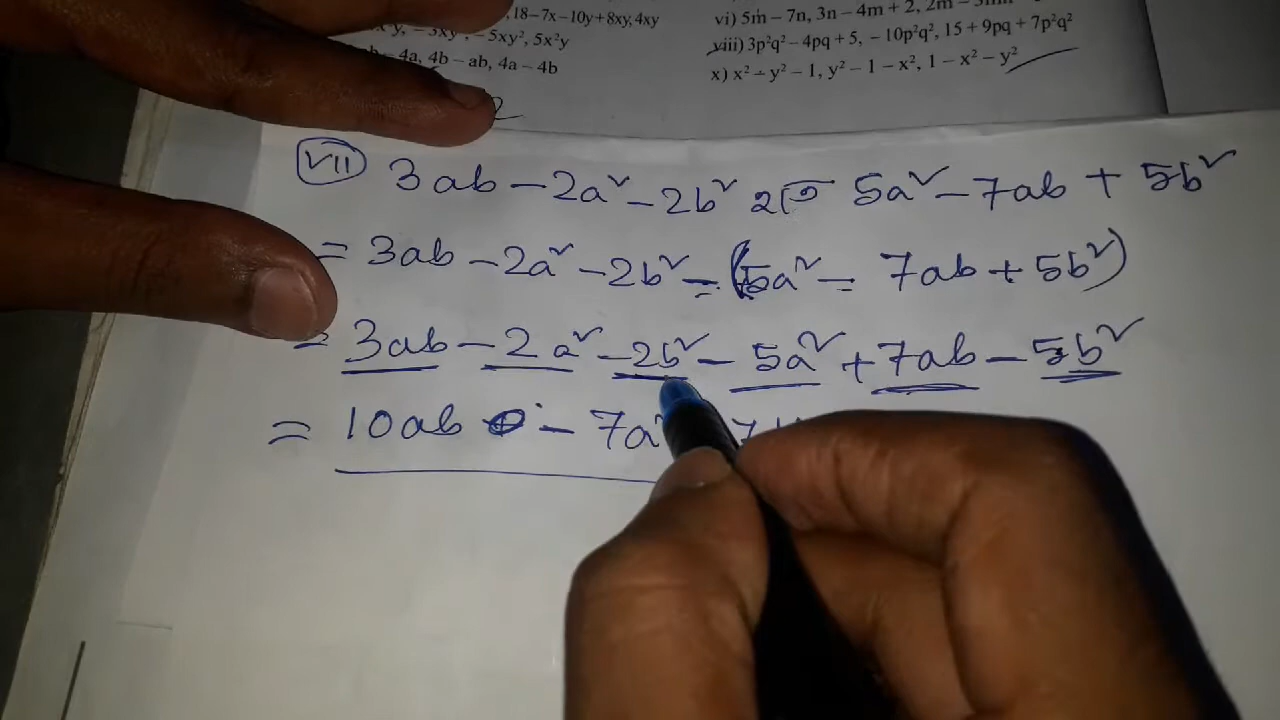 , 18 – 7x – 10y + 8xy, 4xy
y, – 3xy, – 5xy², 5x²y
– 4a, 4b – ab, 4a – 4b
vi) 5m – 7n, 3n – 4m + 2, 2m –
viii) 3p²q² – 4pq + 5, – 10p²q², 15 + 9pq + 7p²q²
x) x² – y² – 1, y² – 1 – x², 1 – x² – y²
VII 3ab – 2a² – 2b² 5a² – 7ab + 5b²
= 3ab – 2a² – 2b² – (5a² – 7ab + 5b²)
= 3ab – 2a² – 2b² – 5a² + 7ab – 5b²
= 10ab – 7a²